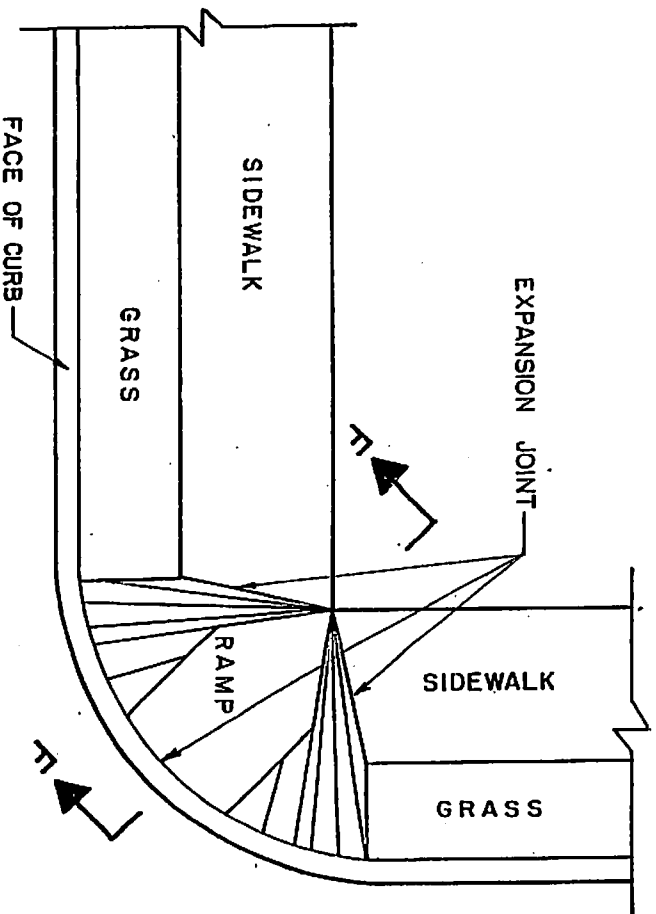 EXPANSION JOINT
SIDEWALK
SIDEWALK
GRASS
GRASS
RAMP
F
F
FACE OF CURB